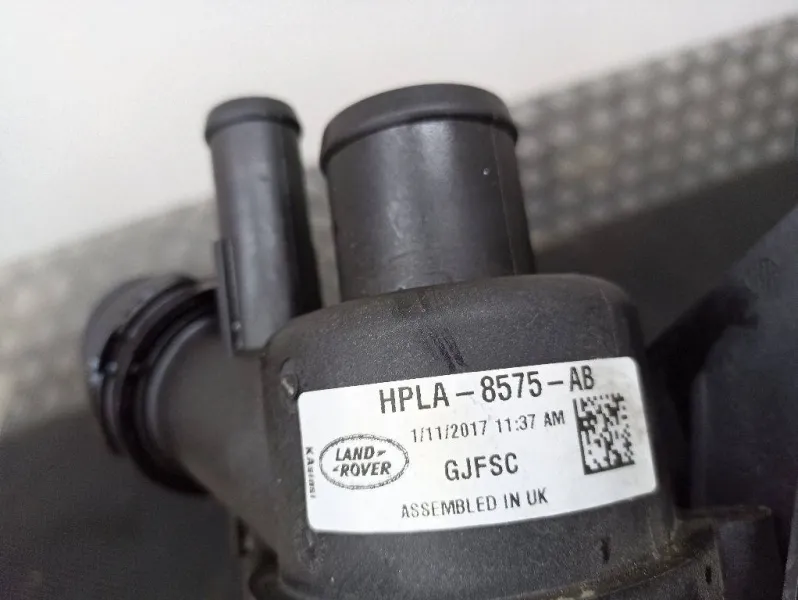 HPLA-8575-AB
1/11/2017 11:37 AM
LAND-
-ROVER
GJFSC
ASSEMBLED IN UK